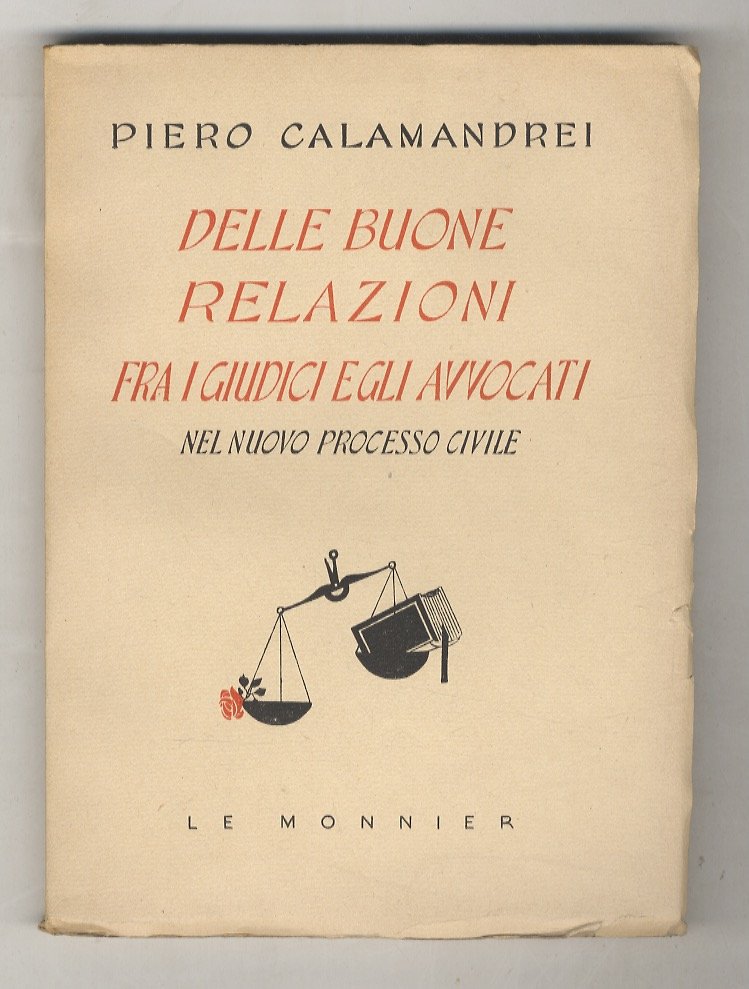 PIERO CALAMANDREI
DELLE BUONE
RELAZIONI
FRA I GIUDICI E GLI AVVOCATI
NEL NUOVO PROCESSO CIVILE
LE MONNIER